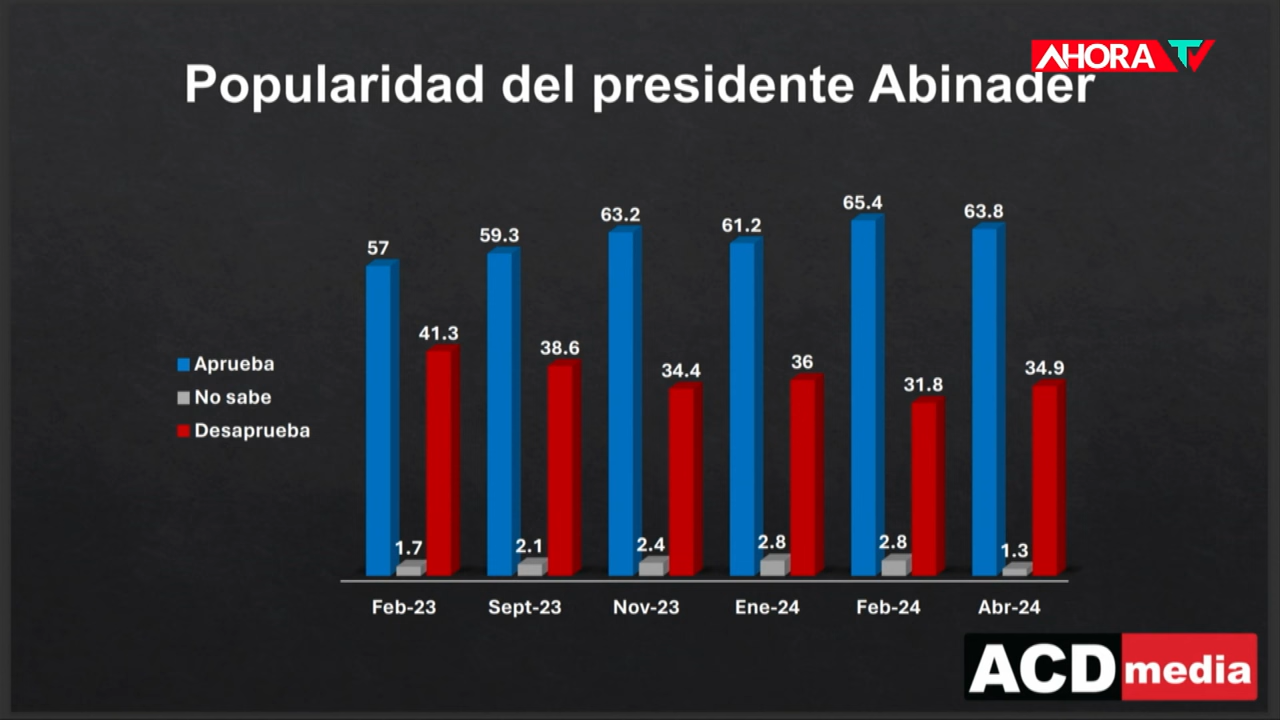 AHORA TV
Popularidad del presidente Abinader
57
41.3
1.7
59.3
38.6
2.1
63.2
34.4
2.4
61.2
36
2.8
65.4
31.8
2.8
63.8
34.9
1.3
Aprueba
No sabe
Desaprueba
Feb-23 Sept-23 Nov-23 Ene-24 Feb-24 Abr-24
ACD media